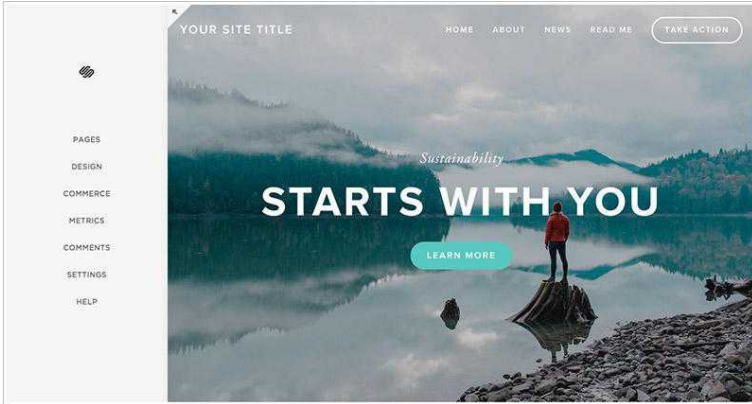 PAGES
DESIGN
COMMERCE
METRICS
COMMENTS
SETTINGS
HELP
YOUR SITE TITLE
HOME ABOUT NEWS READ ME TAKE ACTION
Sustainability
STARTS WITH YOU
LEARN MORE